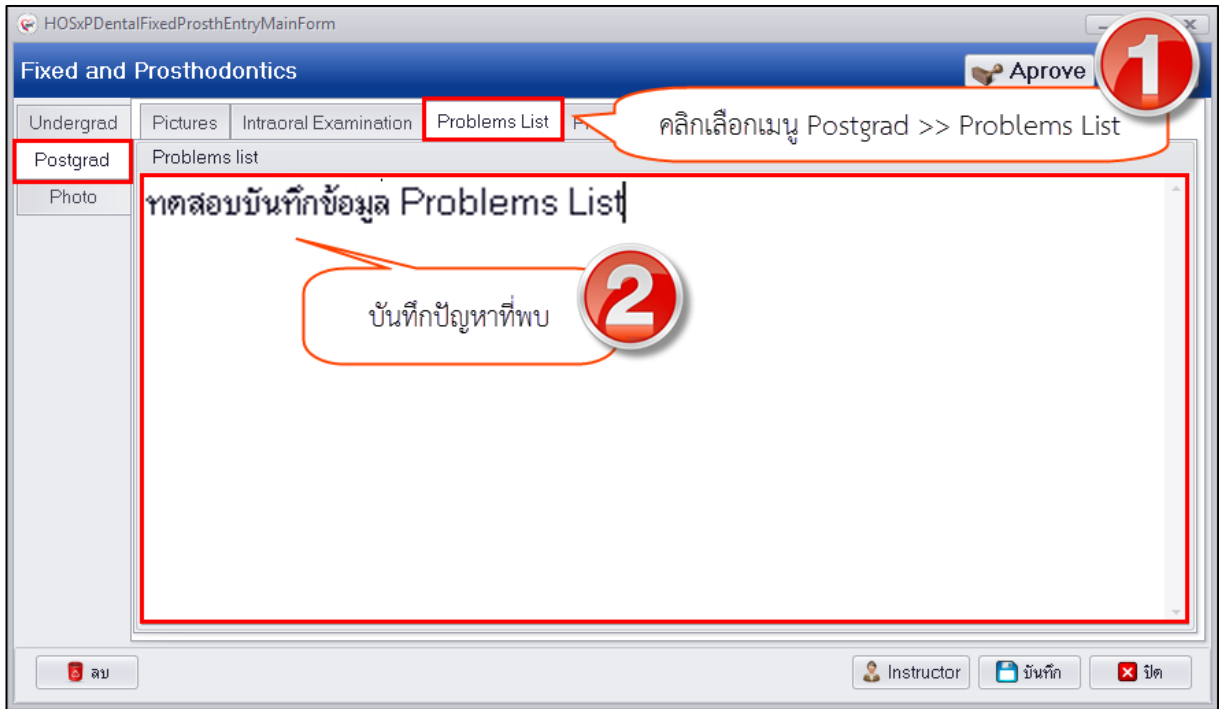 HOSxPDentalFixedProsthEntryMainForm
Fixed and Prosthodontics
Aprove
1
Undergrad
Pictures
Intraoral Examination
Problems List
คลิกเลือกเมนู Postgrad >> Problems List
Postgrad
Problems list
Photo
ทดสอบบันทึกข้อมูล Problems List
2
บันทึกปัญหาที่พบ
ลบ
Instructor
บันทึก
ปิด